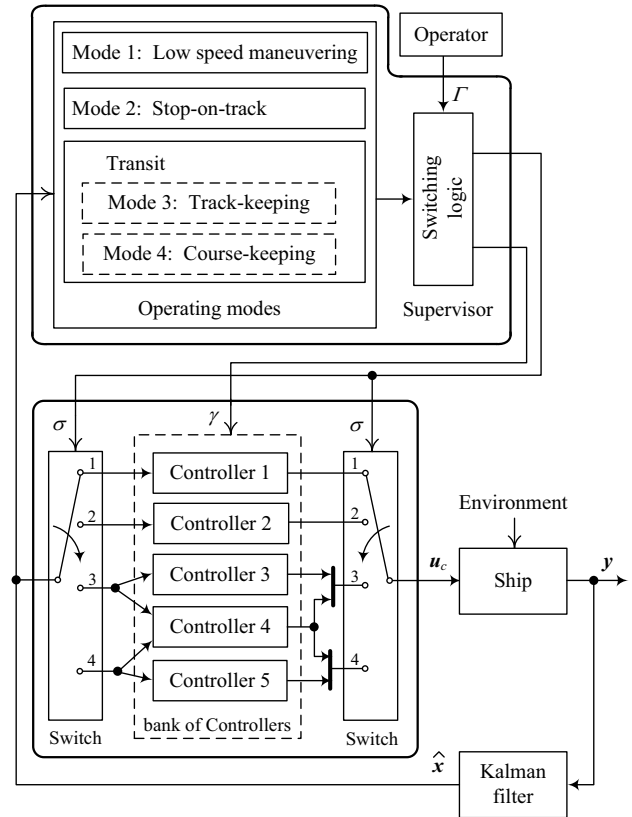 Operator
Mode 1: Low speed maneuvering
Γ
Mode 2: Stop-on-track
Transit
Mode 3: Track-keeping
Mode 4: Course-keeping
Switching
logic
Operating modes
Supervisor
σ
γ
σ
1
Controller 1
1
2
Controller 2
2
3
Controller 3
3
Controller 4
4
Controller 5
4
bank of Controllers
Switch
Switch
Environment
u_c
Ship
y
x̂
Kalman
filter